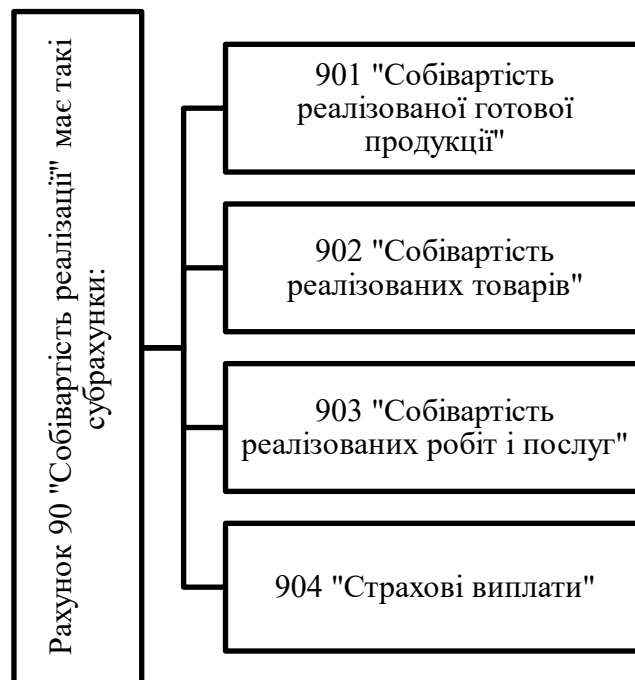 Рахунок 90 "Собівартість реалізації" має такі
субрахунки:
901 "Собівартість
реалізованої готової
продукції"
902 "Собівартість
реалізованих товарів"
903 "Собівартість
реалізованих робіт і послуг"
904 "Страхові виплати"